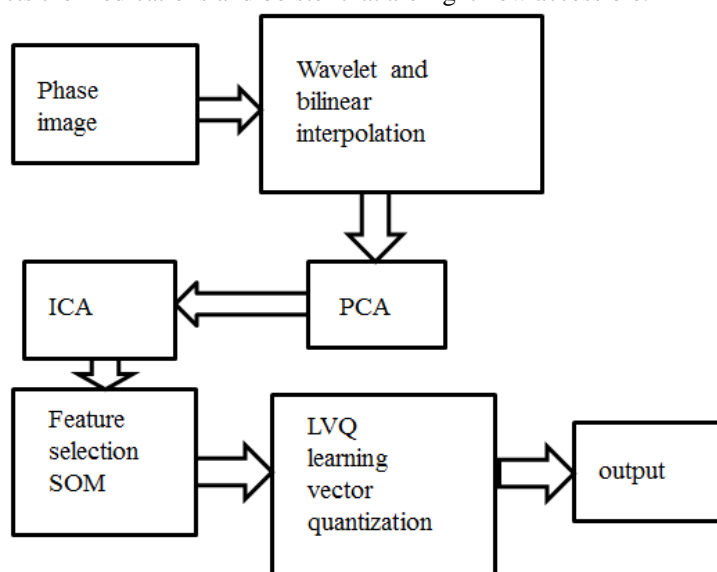 Phase
image
Wavelet and
bilinear
interpolation
ICA
PCA
Feature
selection
SOM
LVQ
learning
vector
quantization
output